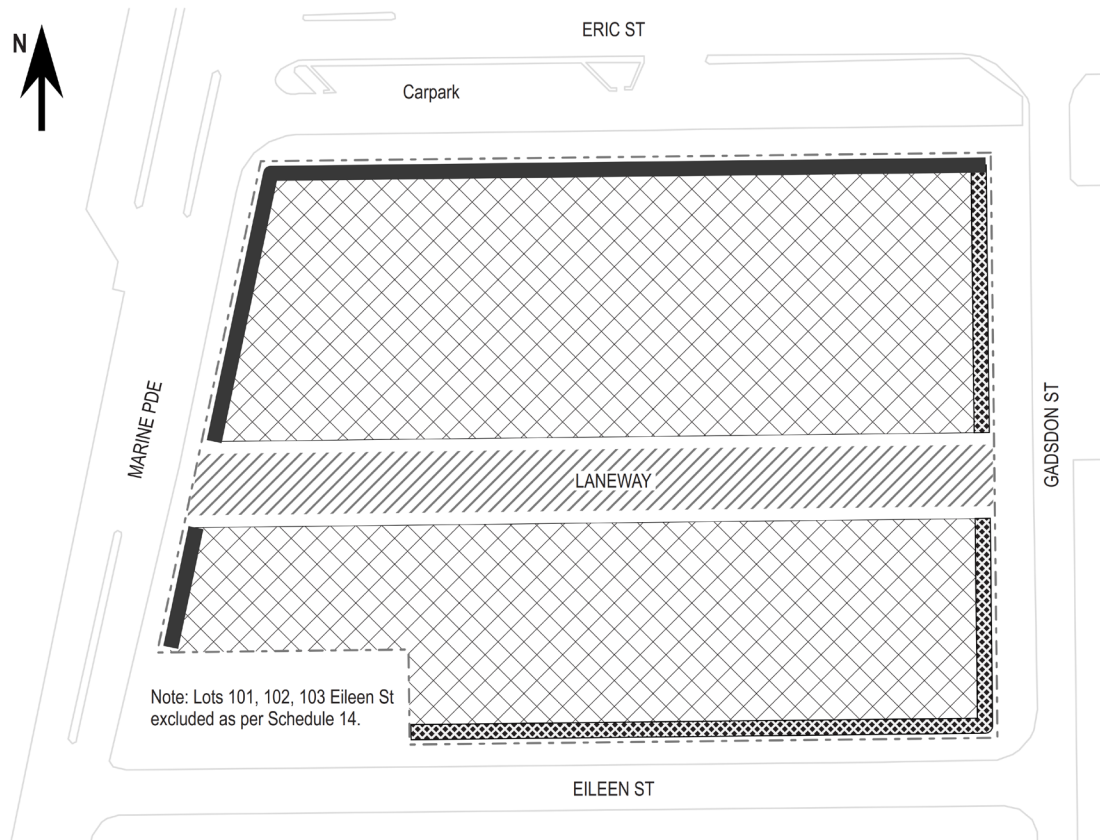 ERIC ST
N
Carpark
MARINE PDE
GADSDON ST
LANEWAY
Note: Lots 101, 102, 103 Eileen St
excluded as per Schedule 14.
EILEEN ST